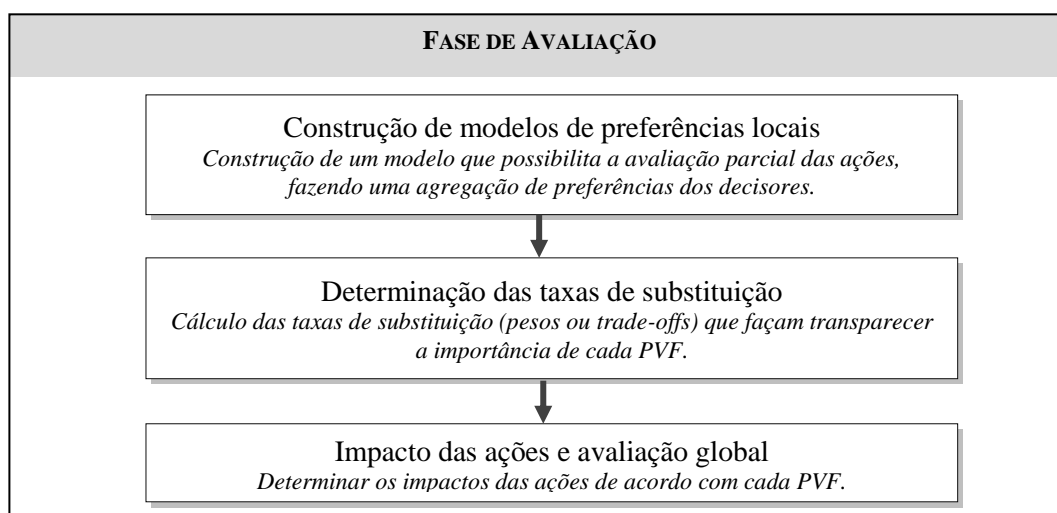 FASE DE AVALIAÇÃO
Construção de modelos de preferências locais
Construção de um modelo que possibilita a avaliação parcial das ações,
fazendo uma agregação de preferências dos decisores.
Determinação das taxas de substituição
Cálculo das taxas de substituição (pesos ou trade-offs) que façam transparecer
a importância de cada PVF.
Impacto das ações e avaliação global
Determinar os impactos das ações de acordo com cada PVF.